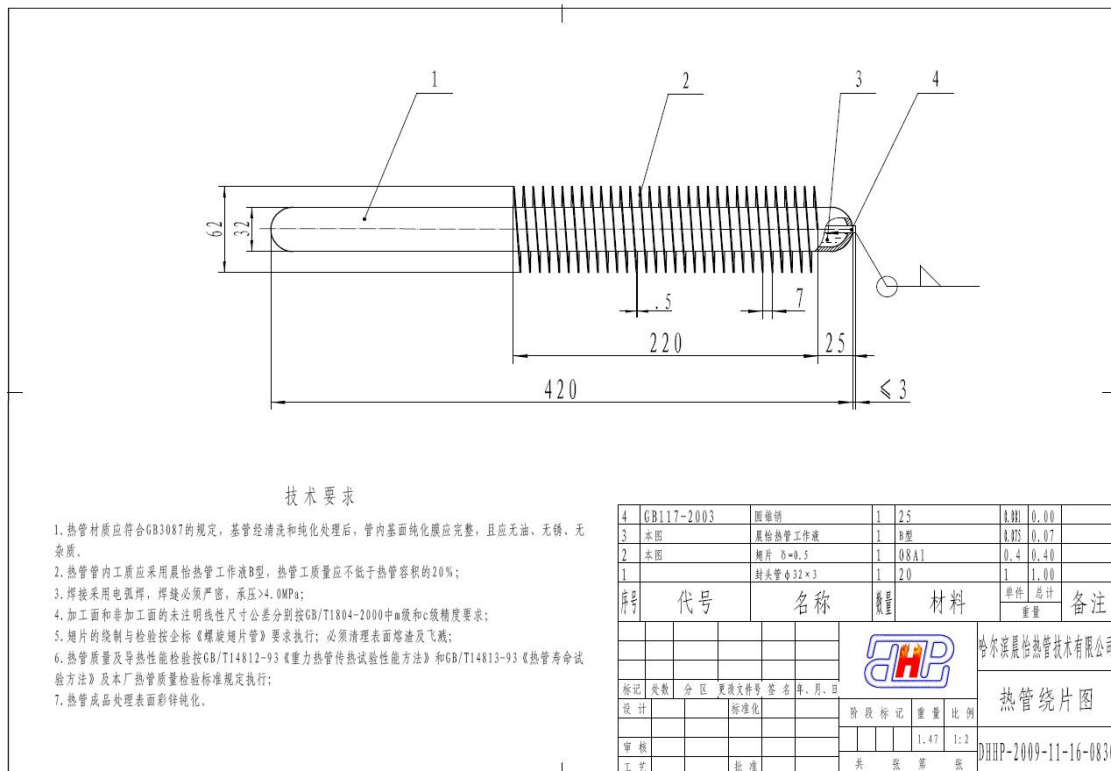 1
2
3
4
62
32
.5
7
220
25
420
≤3
技术要求
1.热管材质应符合GB3087的规定，基管经清洗和纯化处理后，管内基面纯化膜应完整，且应无油、无锈、无
杂质。
2.热管管内工质应采用晨怡热管工作液B型，热管工质量应不低于热管容积的20%；
3.焊接采用电弧焊，焊缝必须严密，承压>4.0MPa；
4.加工面和非加工面的未注明线性尺寸公差分别按GB/T1804-2000中m级和c级精度要求；
5.翅片的绕制与检验按企标《螺旋翅片管》要求执行；必须清理表面熔渣及飞溅；
6.热管质量及导热性能检验按GB/T14812-93《重力热管传热试验性能方法》和GB/T14813-93《热管寿命试
验方法》及本厂热管质量检验标准规定执行；
7.热管成品处理表面彩锌钝化。
4 GB117-2003 圆锥销 1 25 0.001 0.00
3 本图 晨怡热管工作液 1 B型 0.075 0.07
2 本图 翅片 δ=0.5 1 08Al 0.4 0.40
1 封头管ф32×3 1 20 1 1.00
序号 代号 名称 数量 材料 单件 总计 备注
重量
标记 处数 分区 更改文件号 签名 年、月、日
设计 标准化
审核
工艺 批准
HP
阶段标记 重量 比例
1.47 1:2
共 张 第 张
哈尔滨晨怡热管技术有限公司
热管绕片图
DHHP-2009-11-16-0830